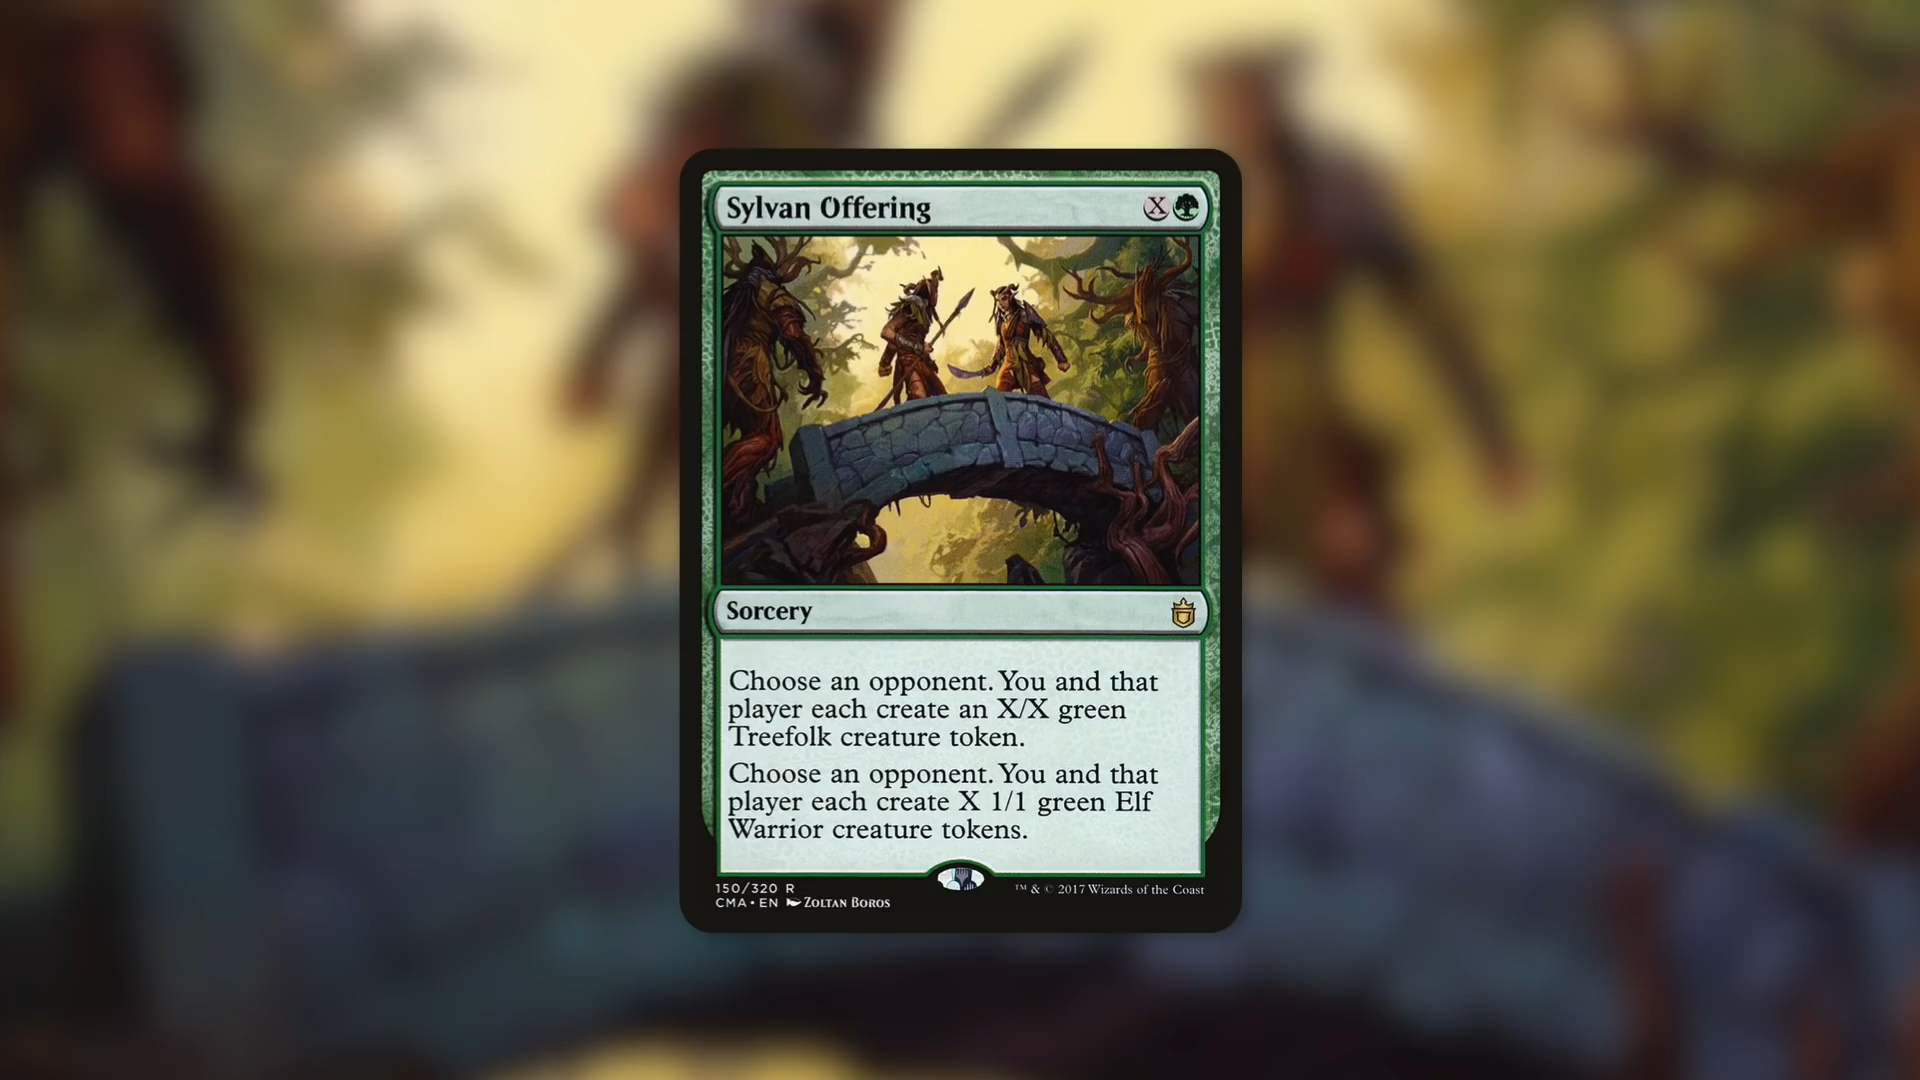 Sylvan Offering X
Sorcery
Choose an opponent. You and that
player each create an X/X green
Treefolk creature token.
Choose an opponent. You and that
player each create X 1/1 green Elf
Warrior creature tokens.
150/320 R
™ & © 2017 Wizards of the Coast
CMA • EN Zoltan Boros